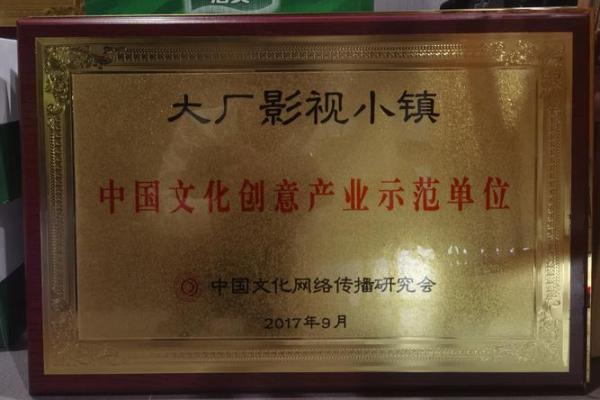 大厂影视小镇
中国文化创意产业示范单位
中国文化网络传播研究会
2017年9月